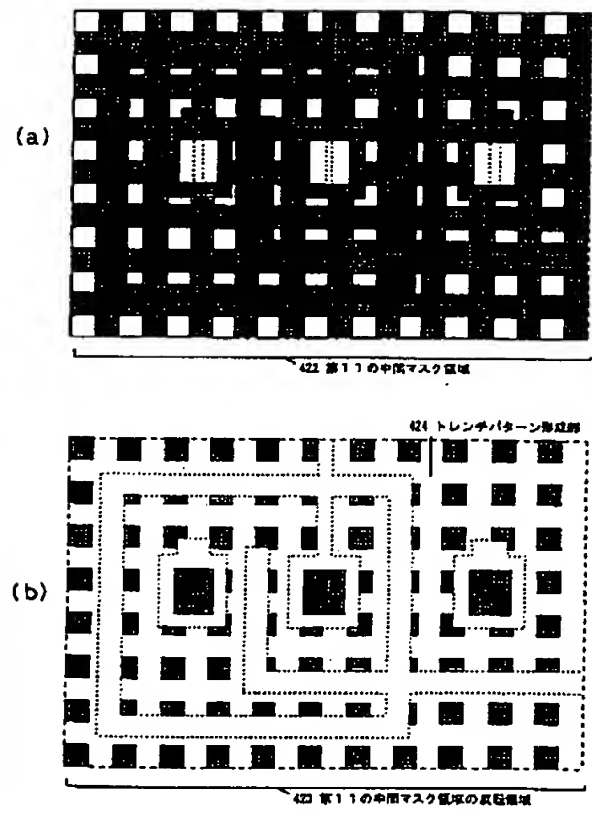 (a)
422 第11の中間マスク領域
424 トレンチパターン形成部
(b)
423 第11の中間マスク領域の反転領域